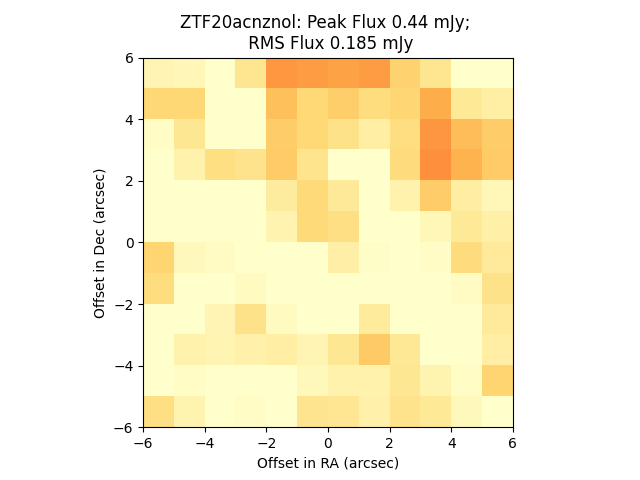 ZTF20acnznol: Peak Flux 0.44 mJy;
RMS Flux 0.185 mJy
6
4
2
0
−2
−4
−6
Offset in Dec (arcsec)
−6 −4 −2 0 2 4 6
Offset in RA (arcsec)